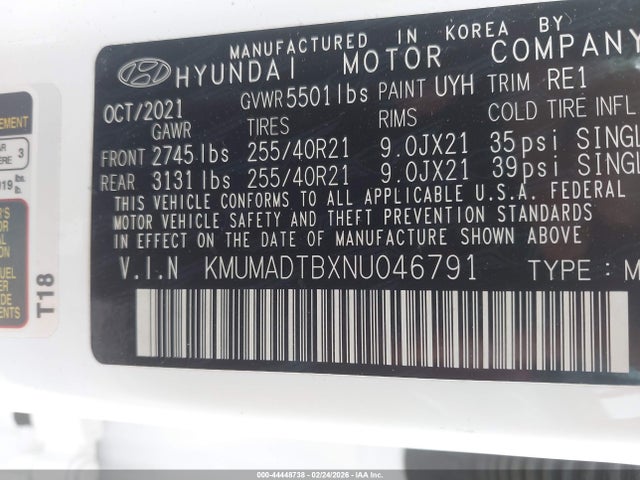 MANUFACTURED IN KOREA BY
HYUNDAI MOTOR COMPANY
OCT/2021 GVWR 5501 lbs PAINT UYH TRIM RE1
GAWR TIRES RIMS COLD TIRE INFL
FRONT 2745 lbs 255/40R21 9.0JX21 35psi SINGL
REAR 3131 lbs 255/40R21 9.0JX21 39psi SINGL
THIS VEHICLE CONFORMS TO ALL APPLICABLE U.S.A. FEDERAL
MOTOR VEHICLE SAFETY AND THEFT PREVENTION STANDARDS
IN EFFECT ON THE DATE OF MANUFACTURE SHOWN ABOVE.
V.I.N KMUMADTBXNU046791 TYPE: M
T18
000-44448738 - 02/24/2026 - IAAI Vehicle